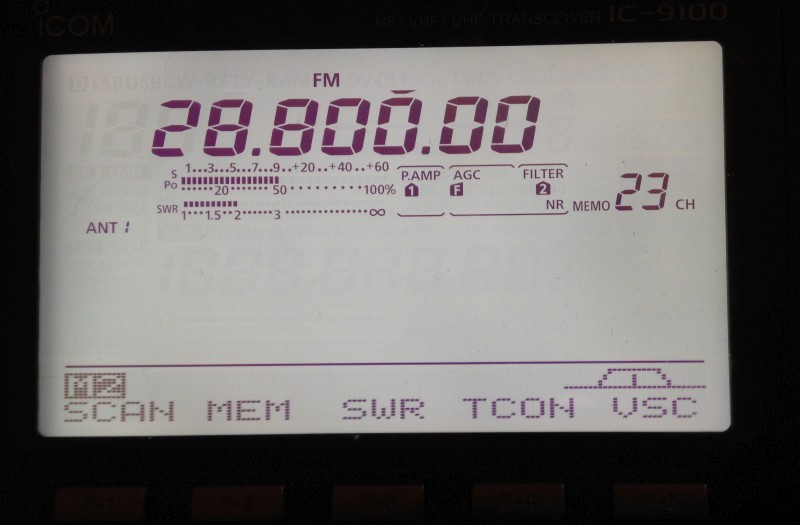 ICOM HF/VHF/UHF TRANSCEIVER IC-9100
FM
28.800.00
S 1...3...5...7...9..+20..+40..+60
P.AMP AGC FILTER
Po 20 50 100% 1 F 2
SWR 1 1.5 2 3 ∞ NR MEMO 23 CH
ANT 1
M2
SCAN MEM SWR TCON VSC